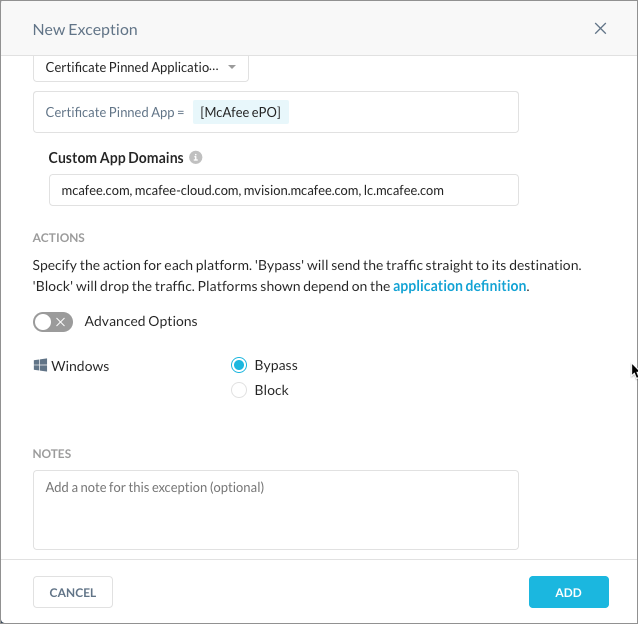 New Exception
Certificate Pinned Applicatio...
Certificate Pinned App = [McAfee ePO]
Custom App Domains
mcafee.com, mcafee-cloud.com, mvision.mcafee.com, lc.mcafee.com
ACTIONS
Specify the action for each platform. 'Bypass' will send the traffic straight to its destination.
'Block' will drop the traffic. Platforms shown depend on the application definition.
Advanced Options
Windows
Bypass
Block
NOTES
Add a note for this exception (optional)
CANCEL
ADD